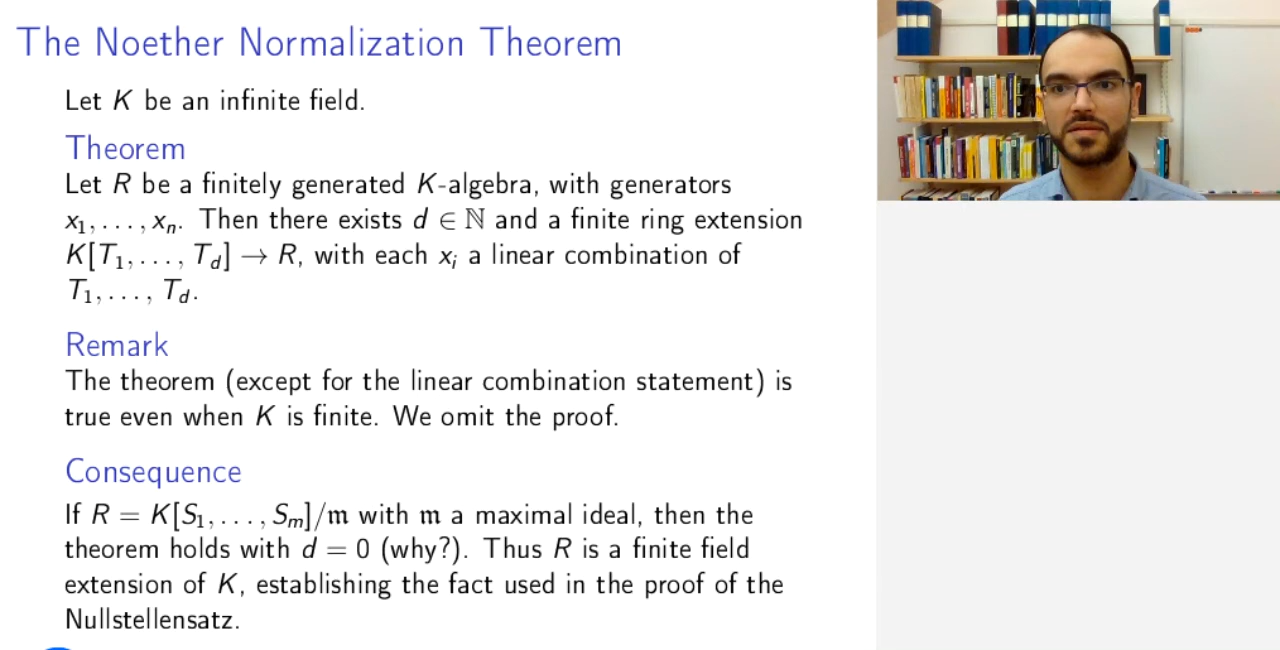 The Noether Normalization Theorem
Let K be an infinite field.
Theorem
Let R be a finitely generated K-algebra, with generators
x₁, . . . , xₙ. Then there exists d ∈ ℕ and a finite ring extension
K[T₁, . . . , T_d] → R, with each xᵢ a linear combination of
T₁, . . . , T_d.
Remark
The theorem (except for the linear combination statement) is
true even when K is finite. We omit the proof.
Consequence
If R = K[S₁, . . . , Sₘ]/𝔪 with 𝔪 a maximal ideal, then the
theorem holds with d = 0 (why?). Thus R is a finite field
extension of K, establishing the fact used in the proof of the
Nullstellensatz.